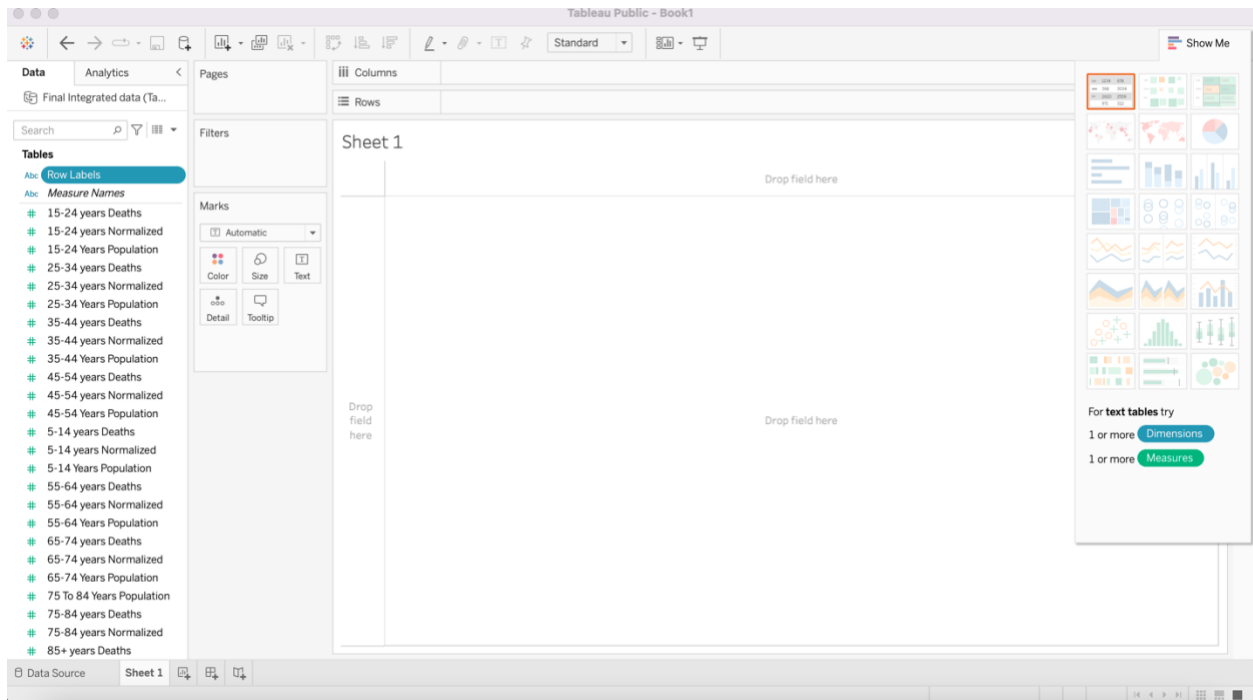 Tableau Public - Book1
Standard
Show Me
Data
Analytics
Pages
Columns
Final Integrated data (Ta...
Rows
Search
Filters
Sheet 1
Tables
Abc Row Labels
Abc Measure Names
Drop field here
Marks
# 15-24 years Deaths
# 15-24 years Normalized
# 15-24 Years Population
# 25-34 years Deaths
# 25-34 years Normalized
# 25-34 Years Population
# 35-44 years Deaths
# 35-44 years Normalized
# 35-44 Years Population
# 45-54 years Deaths
# 45-54 years Normalized
# 45-54 Years Population
# 5-14 years Deaths
# 5-14 years Normalized
# 5-14 Years Population
# 55-64 years Deaths
# 55-64 years Normalized
# 55-64 Years Population
# 65-74 years Deaths
# 65-74 years Normalized
# 65-74 Years Population
# 75 To 84 Years Population
# 75-84 years Deaths
# 75-84 years Normalized
# 85+ years Deaths
T Automatic
Color
Size
Text
Detail
Tooltip
Drop
field
here
Drop field here
For text tables try
1 or more Dimensions
1 or more Measures
Data Source
Sheet 1